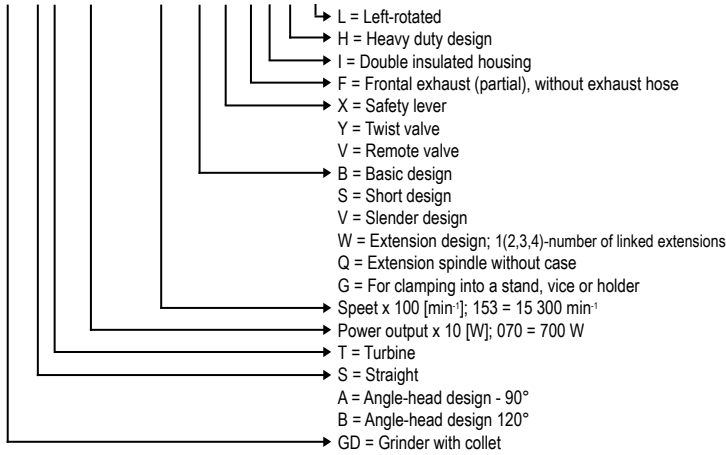 L = Left-rotated
H = Heavy duty design
I = Double insulated housing
F = Frontal exhaust (partial), without exhaust hose
X = Safety lever
Y = Twist valve
V = Remote valve
B = Basic design
S = Short design
V = Slender design
W = Extension design; 1(2,3,4)-number of linked extensions
Q = Extension spindle without case
G = For clamping into a stand, vice or holder
Speet x 100 [min⁻¹]; 153 = 15 300 min⁻¹
Power output x 10 [W]; 070 = 700 W
T = Turbine
S = Straight
A = Angle-head design - 90°
B = Angle-head design 120°
GD = Grinder with collet